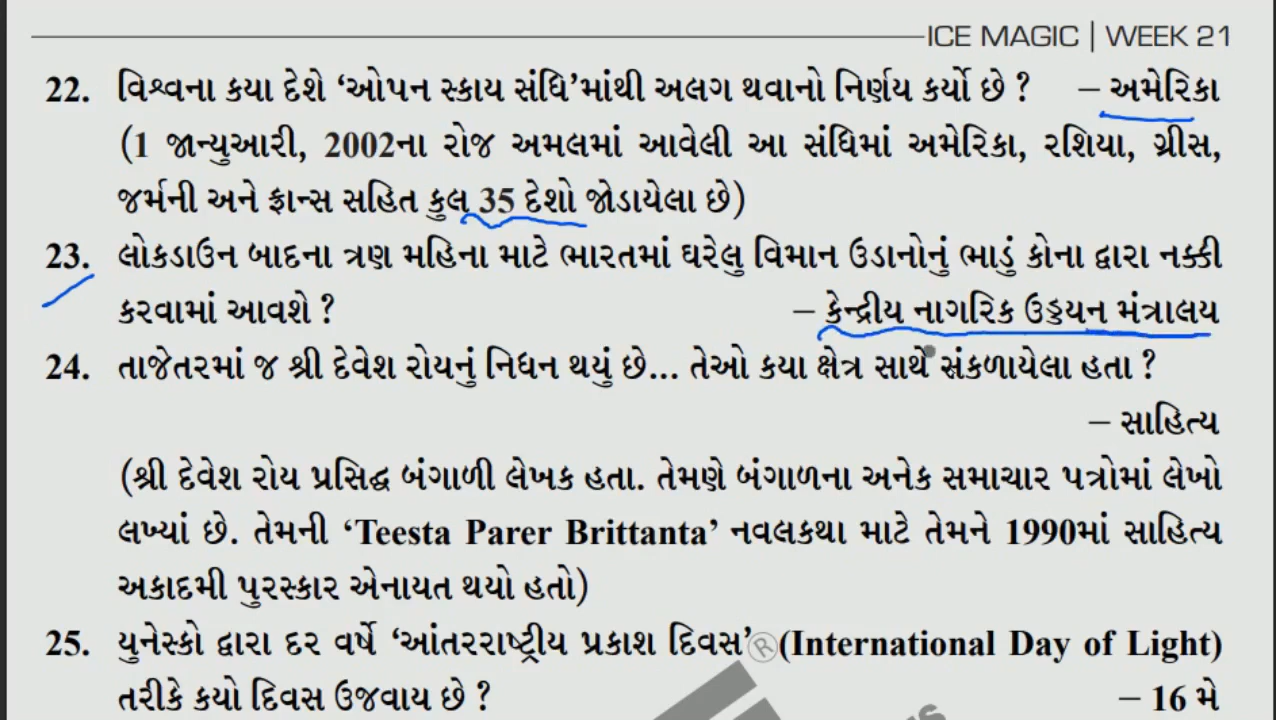 ICE MAGIC | WEEK 21
22. વિશ્વના કયા દેશે ‘ઓપન સ્કાય સંધિ’માંથી અલગ થવાનો નિર્ણય કર્યો છે ? – અમેરિકા
(1 જાન્યુઆરી, 2002ના રોજ અમલમાં આવેલી આ સંધિમાં અમેરિકા, રશિયા, ગ્રીસ,
જર્મની અને ફ્રાન્સ સહિત કુલ 35 દેશો જોડાયેલા છે)
23. લોકડાઉન બાદના ત્રણ મહિના માટે ભારતમાં ઘરેલુ વિમાન ઉડાનોનું ભાડું કોના દ્વારા નક્કી
કરવામાં આવશે ? – કેન્દ્રીય નાગરિક ઉડ્ડયન મંત્રાલય
24. તાજેતરમાં જ શ્રી દેવેશ રોયનું નિધન થયું છે... તેઓ કયા ક્ષેત્ર સાથે સંકળાયેલા હતા ?
– સાહિત્ય
(શ્રી દેવેશ રોય પ્રસિદ્ધ બંગાળી લેખક હતા. તેમણે બંગાળના અનેક સમાચાર પત્રોમાં લેખો
લખ્યાં છે. તેમની ‘Teesta Parer Brittanta’ નવલકથા માટે તેમને 1990માં સાહિત્ય
અકાદમી પુરસ્કાર એનાયત થયો હતો)
25. યુનેસ્કો દ્વારા દર વર્ષે ‘આંતરરાષ્ટ્રીય પ્રકાશ દિવસ’ ® (International Day of Light)
તરીકે કયો દિવસ ઉજવાય છે ? – 16 મે